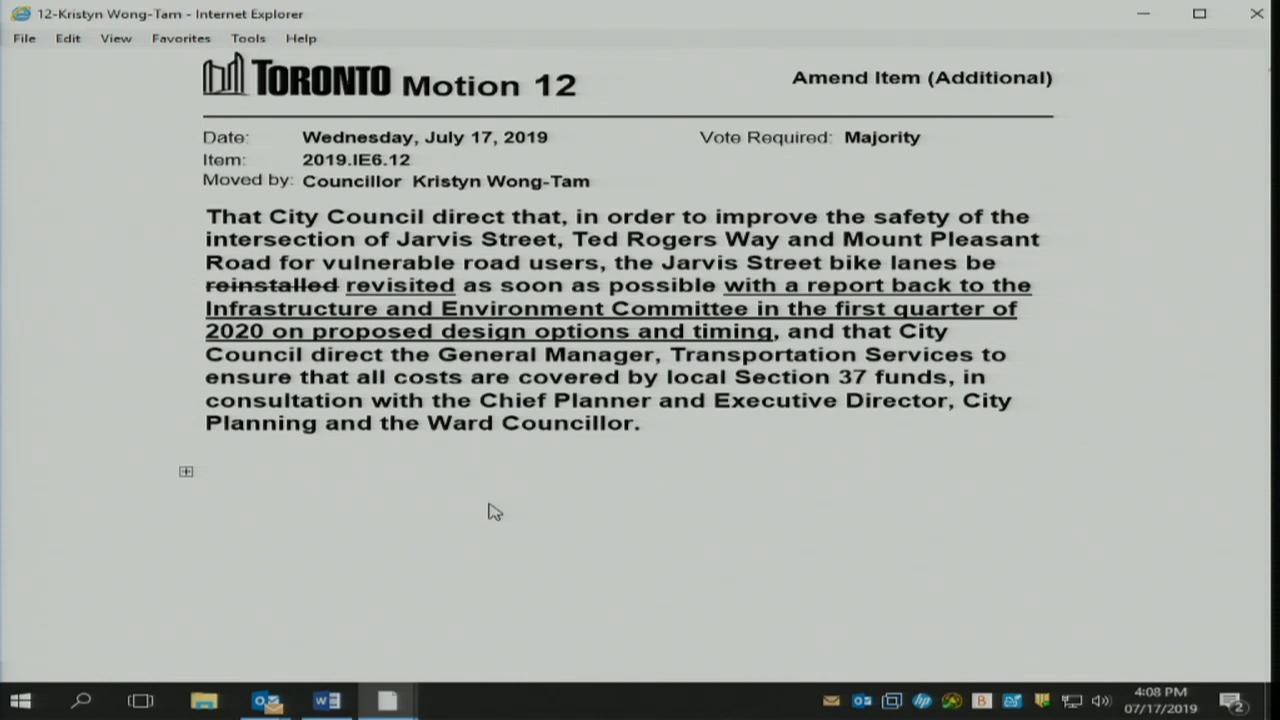 12-Kristyn Wong-Tam - Internet Explorer
File Edit View Favorites Tools Help
TORONTO Motion 12
Amend Item (Additional)
Date: Wednesday, July 17, 2019
Vote Required: Majority
Item: 2019.IE6.12
Moved by: Councillor Kristyn Wong-Tam
That City Council direct that, in order to improve the safety of the
intersection of Jarvis Street, Ted Rogers Way and Mount Pleasant
Road for vulnerable road users, the Jarvis Street bike lanes be
reinstalled revisited as soon as possible with a report back to the
Infrastructure and Environment Committee in the first quarter of
2020 on proposed design options and timing, and that City
Council direct the General Manager, Transportation Services to
ensure that all costs are covered by local Section 37 funds, in
consultation with the Chief Planner and Executive Director, City
Planning and the Ward Councillor.
hp
B
4:08 PM
07/17/2019
2